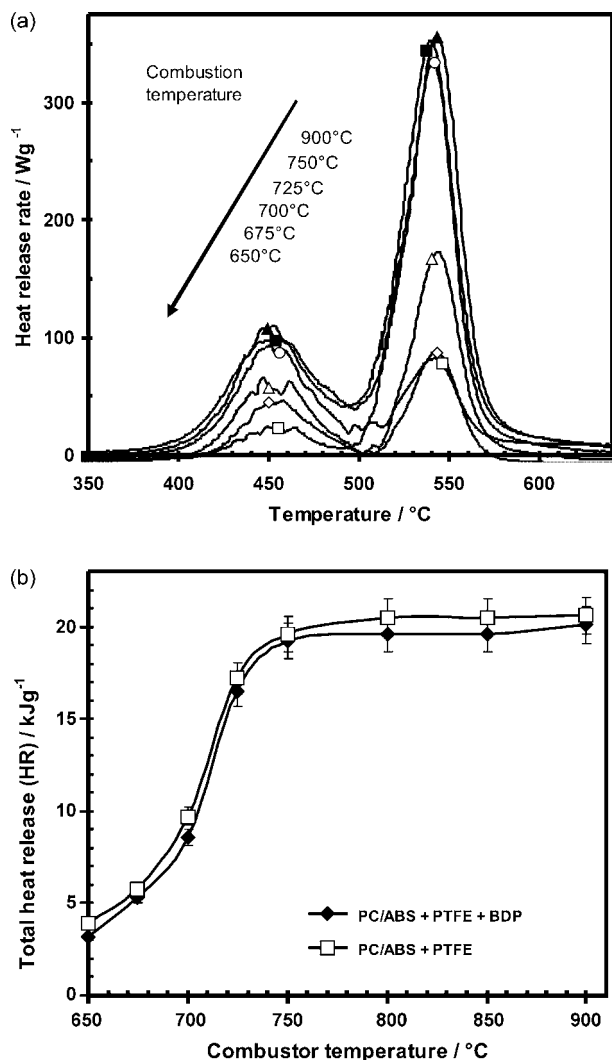 (a)
Heat release rate / Wg⁻¹
300
200
100
0
Combustion
temperature
900°C
750°C
725°C
700°C
675°C
650°C
350
400
450
500
550
600
Temperature / °C
(b)
Total heat release (HR) / kJg⁻¹
20
15
10
5
0
PC/ABS + PTFE + BDP
PC/ABS + PTFE
650
700
750
800
850
900
Combustor temperature / °C